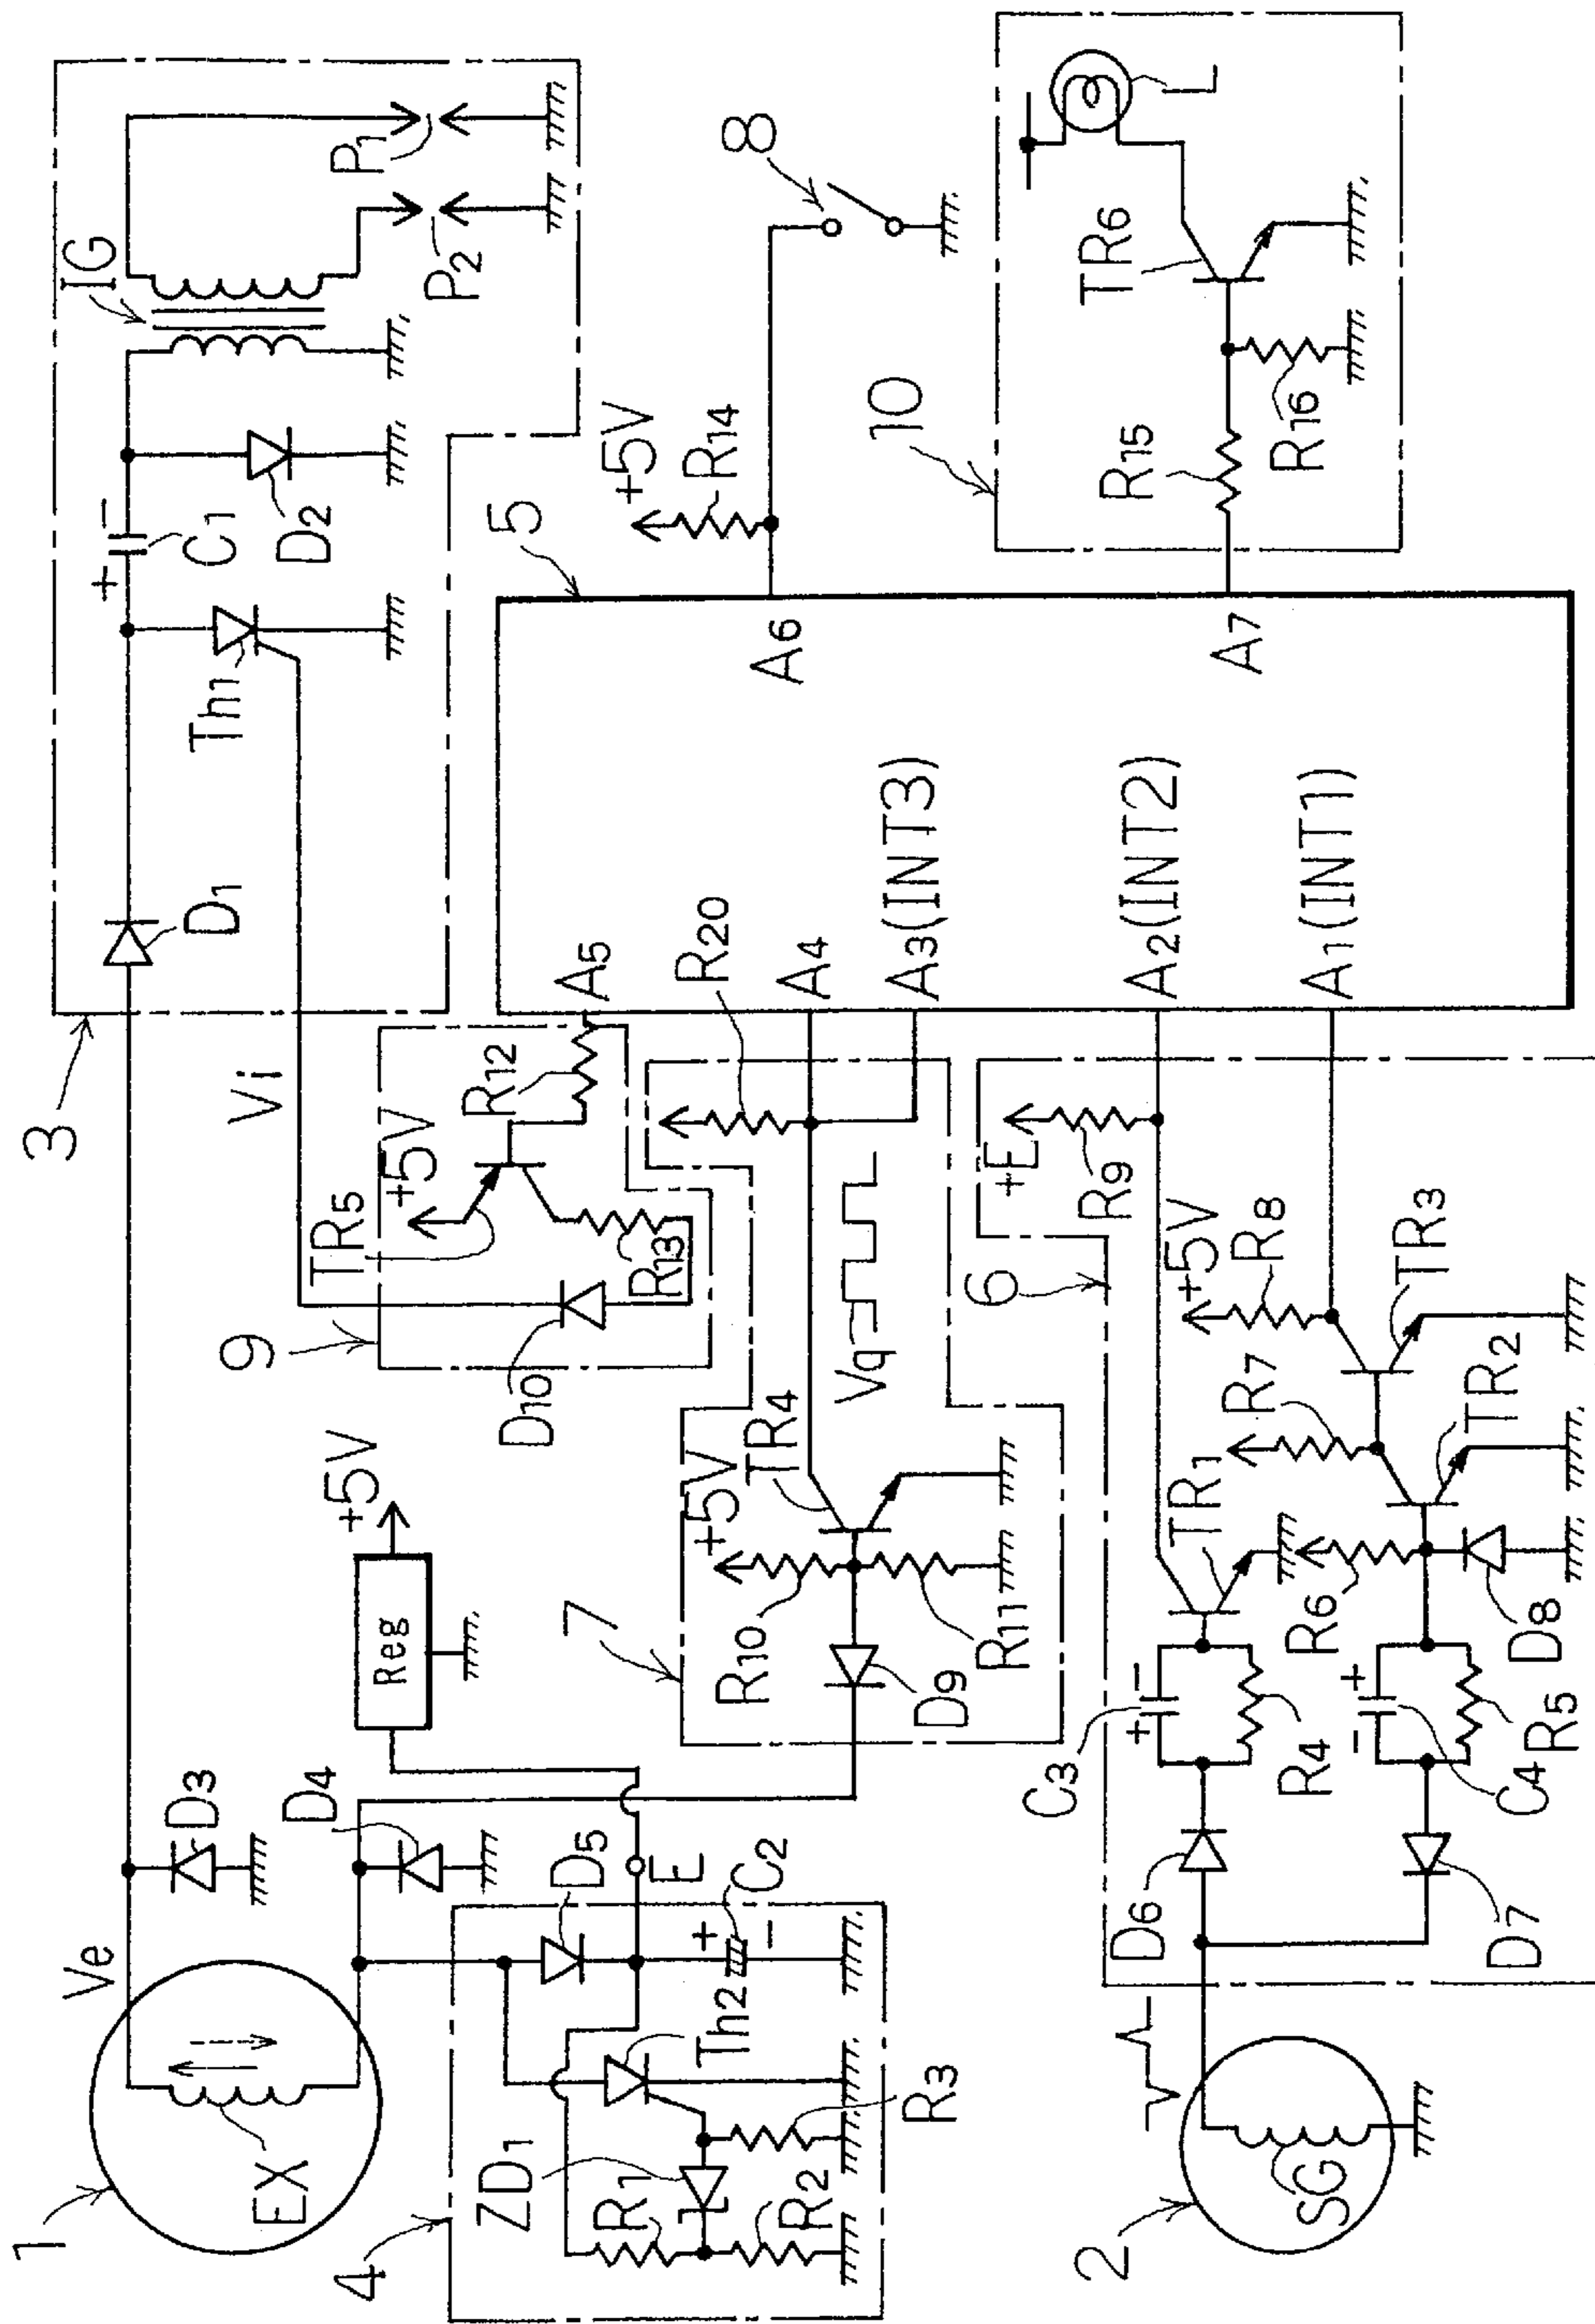 1
EX
Ve
D3
D4
3
D1
Th1
+ −
C1
D2
IG
P1
P2
Vi
4
ZD1
R1
R2
R3
Th2
D5
E
C2
+
−
Reg
+5V
9
D10
TR5
+5V
R13
R12
7
R10
+5V
TR4
R11
D9
Vq
R20
5
A5
A4
A3(INT3)
A2(INT2)
A1(INT1)
A6
A7
+5V
R14
8
10
R15
R16
TR6
L
2
SG
6
D6
D7
C3
+ −
R4
− +
C4
R5
TR1
R6
D8
R7
TR2
+5V
R8
TR3
+E
R9